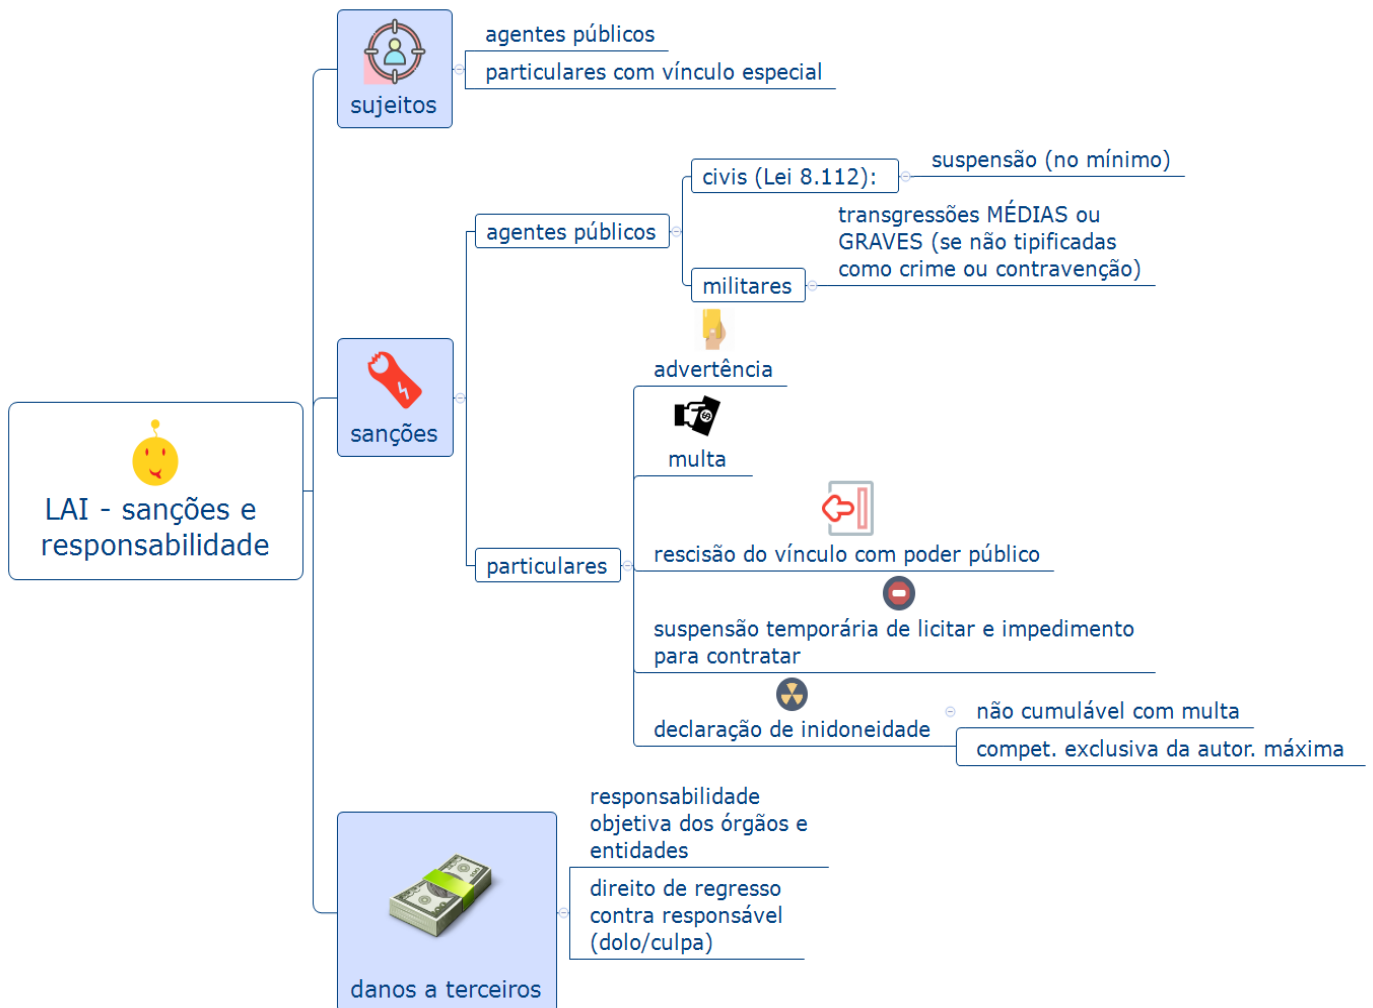 LAI - sanções e
responsabilidade
sujeitos
agentes públicos
particulares com vínculo especial
sanções
agentes públicos
civis (Lei 8.112):
suspensão (no mínimo)
militares
transgressões MÉDIAS ou
GRAVES (se não tipificadas
como crime ou contravenção)
particulares
advertência
multa
rescisão do vínculo com poder público
suspensão temporária de licitar e impedimento
para contratar
declaração de inidoneidade
não cumulável com multa
compet. exclusiva da autor. máxima
danos a terceiros
responsabilidade
objetiva dos órgãos e
entidades
direito de regresso
contra responsável
(dolo/culpa)